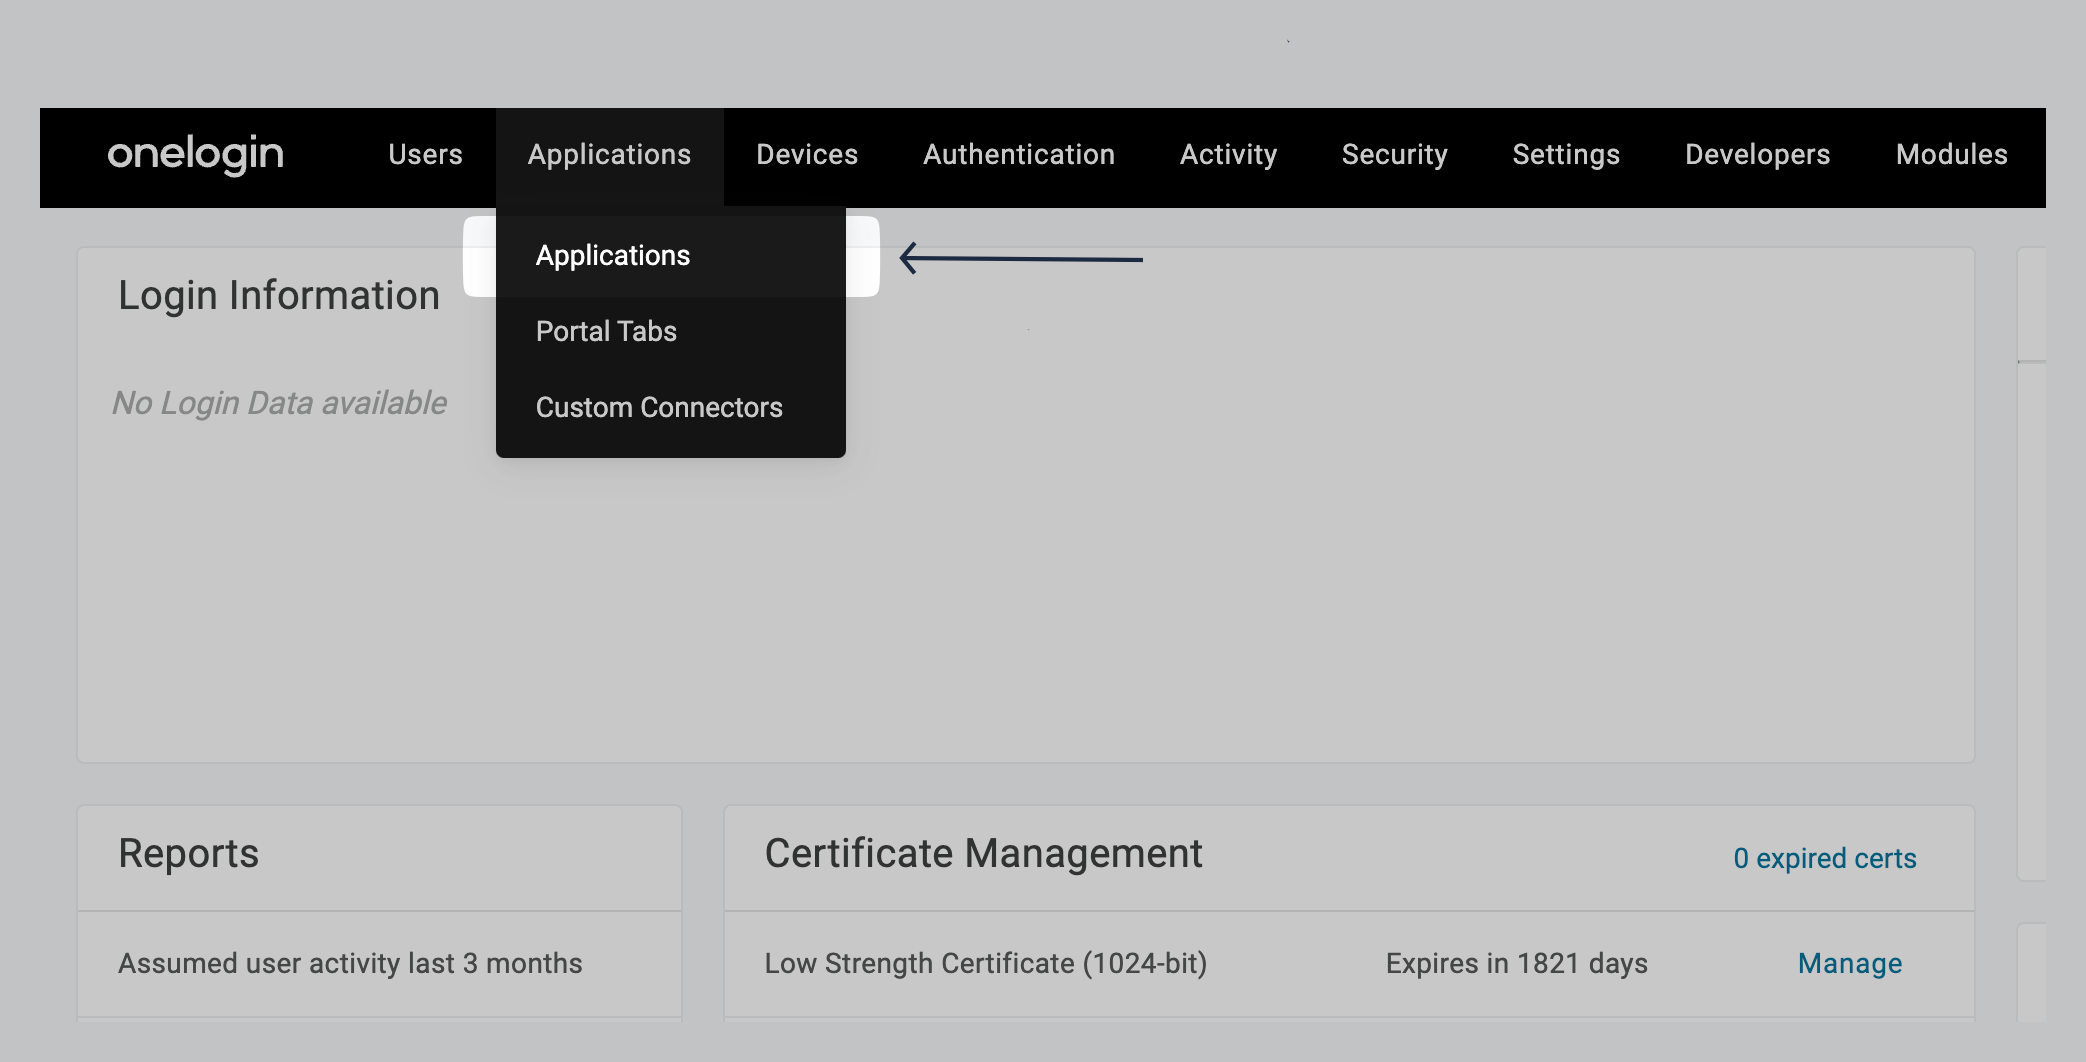 onelogin Users Applications Devices Authentication Activity Security Settings Developers Modules
Applications
Portal Tabs
Custom Connectors
Login Information
No Login Data available
Reports
Assumed user activity last 3 months
Certificate Management 0 expired certs
Low Strength Certificate (1024-bit) Expires in 1821 days Manage